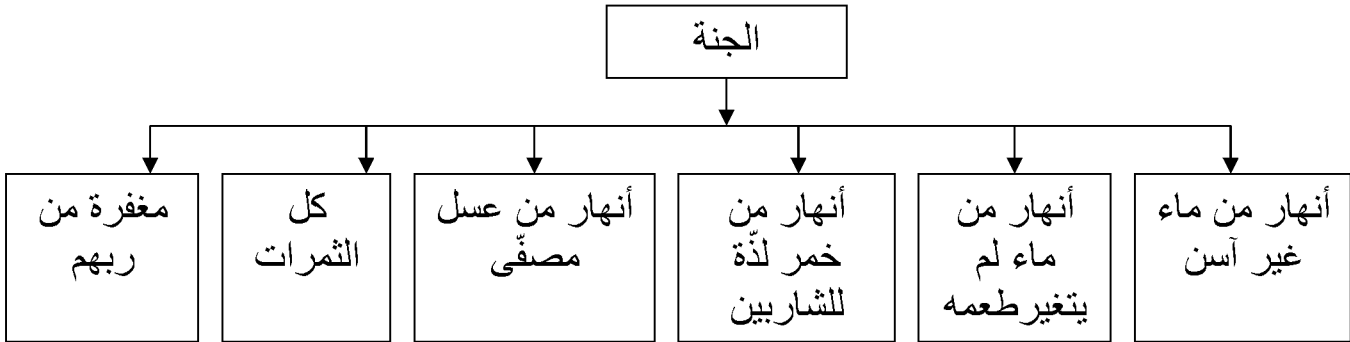 الجنة
أنهار من ماء
غير آسن
أنهار من
ماء لم
يتغيرطعمه
أنهار من
خمر لذّة
للشاربين
أنهار من عسل
مصفّى
كل
الثمرات
مغفرة من
ربهم